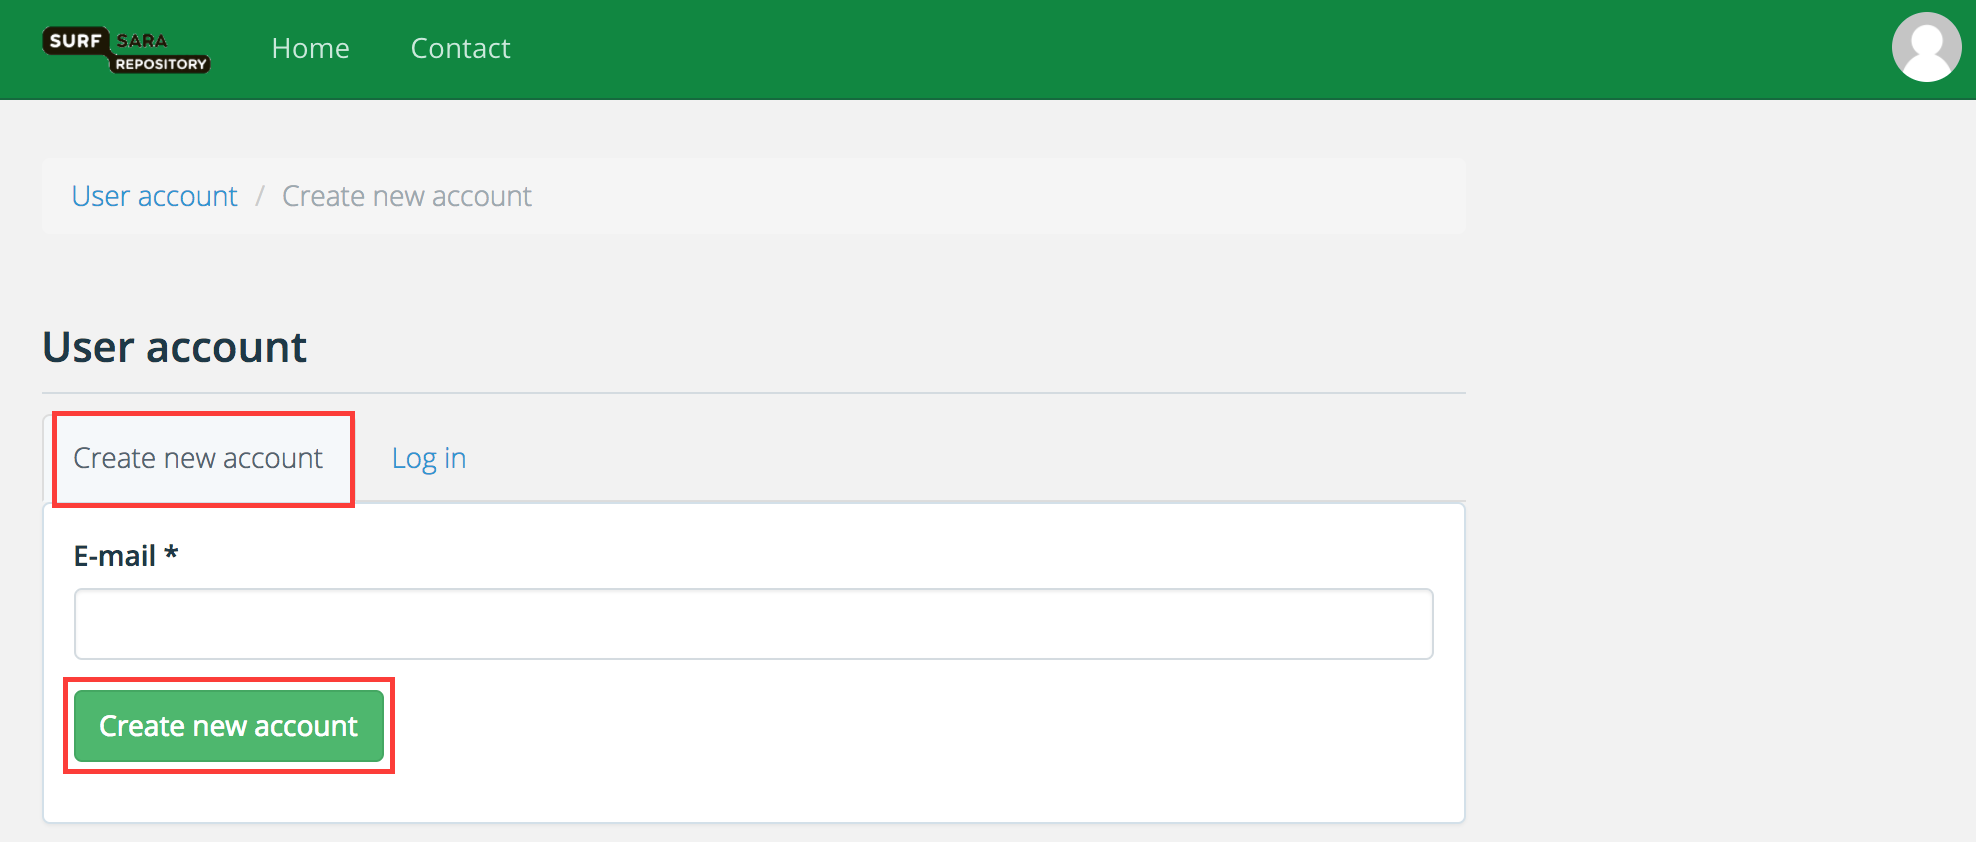 SURF SARA
REPOSITORY
Home Contact
User account / Create new account
User account
Create new account Log in
E-mail *
Create new account